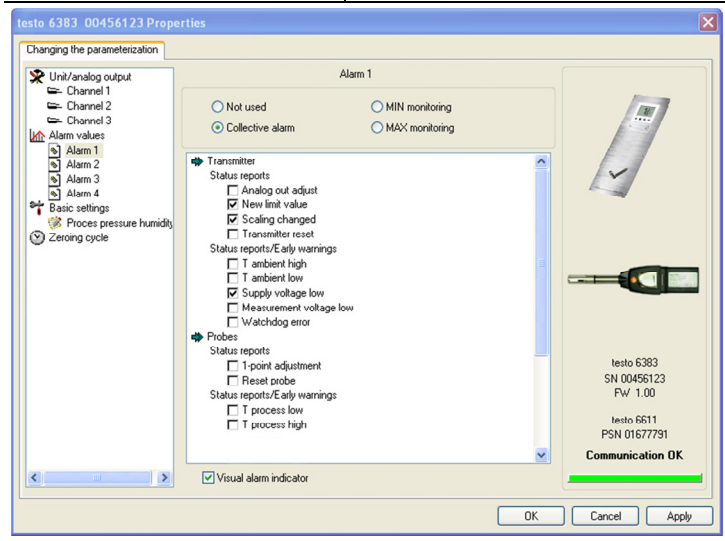 testo 6383 00456123 Properties
Changing the parameterization
Unit/analog output
Channel 1
Channel 2
Channel 3
Alarm values
Alarm 1
Alarm 2
Alarm 3
Alarm 4
Basic settings
Proces pressure humidity
Zeroing cycle
Alarm 1
Not used
MIN monitoring
Collective alarm
MAX monitoring
Transmitter
Status reports
Analog out adjust
New limit value
Scaling changed
Transmitter reset
Status reports/Early warnings
T ambient high
T ambient low
Supply voltage low
Measurement voltage low
Watchdog error
Probes
Status reports
1-point adjustment
Reset probe
Status reports/Early warnings
T process low
T process high
Visual alarm indicator
testo 6383
SN 00456123
FW 1.00
testo 6611
PSN 01677791
Communication OK
OK
Cancel
Apply